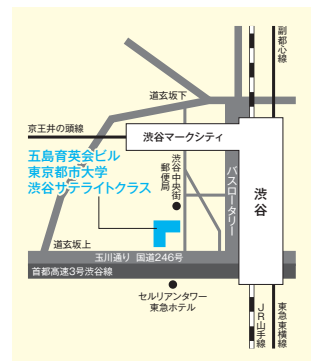 副都心線
道玄坂下
京王井の頭線
渋谷マークシティ
五島育英会ビル
東京都市大学
渋谷サテライトクラス
渋谷中央街
郵便局
バスロータリー
渋谷
道玄坂上
玉川通り 国道246号
首都高速3号渋谷線
セルリアンタワー
東急ホテル
JR山手線
東急東横線